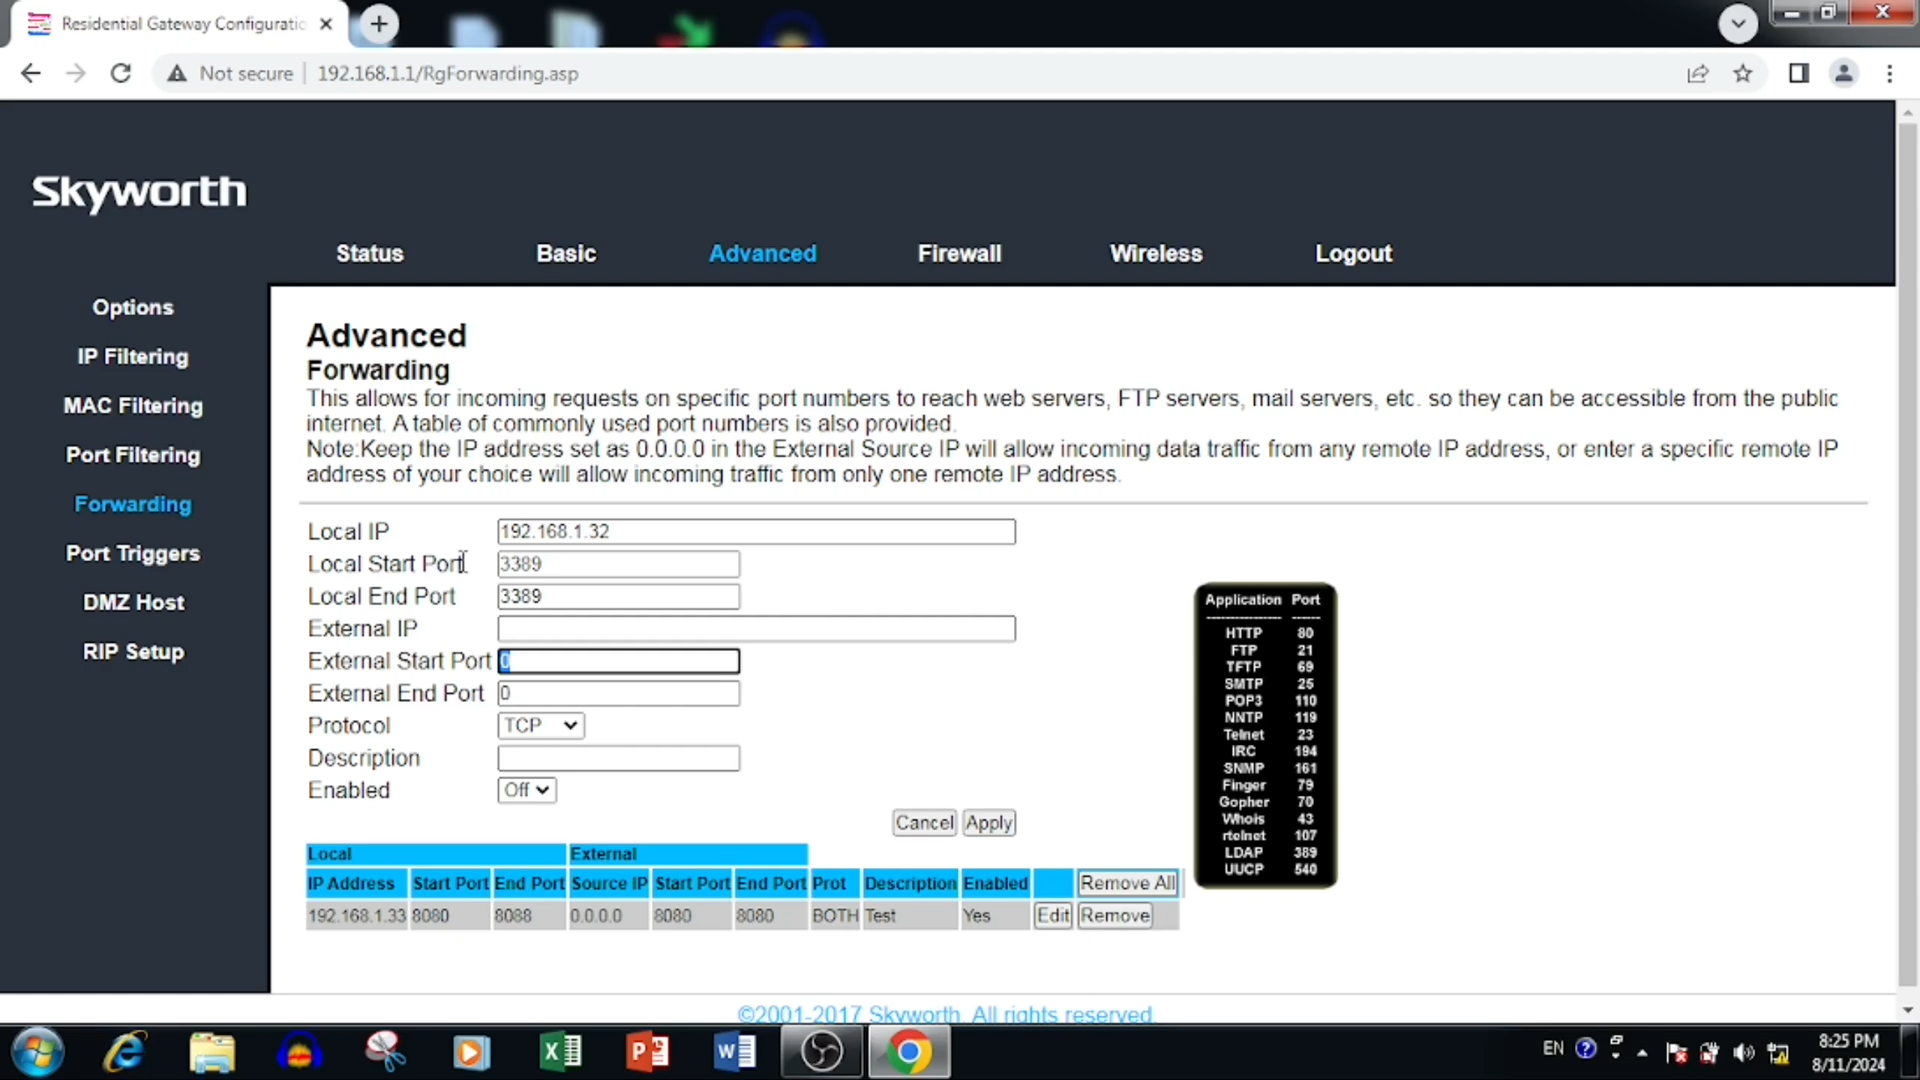 Residential Gateway Configuratio
Not secure
192.168.1.1/RgForwarding.asp
Skyworth
Status
Basic
Advanced
Firewall
Wireless
Logout
Options
IP Filtering
MAC Filtering
Port Filtering
Forwarding
Port Triggers
DMZ Host
RIP Setup
Advanced
Forwarding
This allows for incoming requests on specific port numbers to reach web servers, FTP servers, mail servers, etc. so they can be accessible from the public
internet. A table of commonly used port numbers is also provided.
Note:Keep the IP address set as 0.0.0.0 in the External Source IP will allow incoming data traffic from any remote IP address, or enter a specific remote IP
address of your choice will allow incoming traffic from only one remote IP address.
Local IP 192.168.1.32
Local Start Port 3389
Local End Port 3389
External IP
External Start Port 0
External End Port 0
Protocol TCP
Description
Enabled Off
Cancel Apply
Application Port
HTTP 80
FTP 21
TFTP 69
SMTP 25
POP3 110
NNTP 119
Telnet 23
IRC 194
SNMP 161
Finger 79
Gopher 70
Whois 43
rtelnet 107
LDAP 389
UUCP 540
Local External
IP Address Start Port End Port Source IP Start Port End Port Prot Description Enabled Remove All
192.168.1.33 8080 8088 0.0.0.0 8080 8080 BOTH Test Yes Edit Remove
©2001-2017 Skyworth. All rights reserved.
EN
8:25 PM
8/11/2024